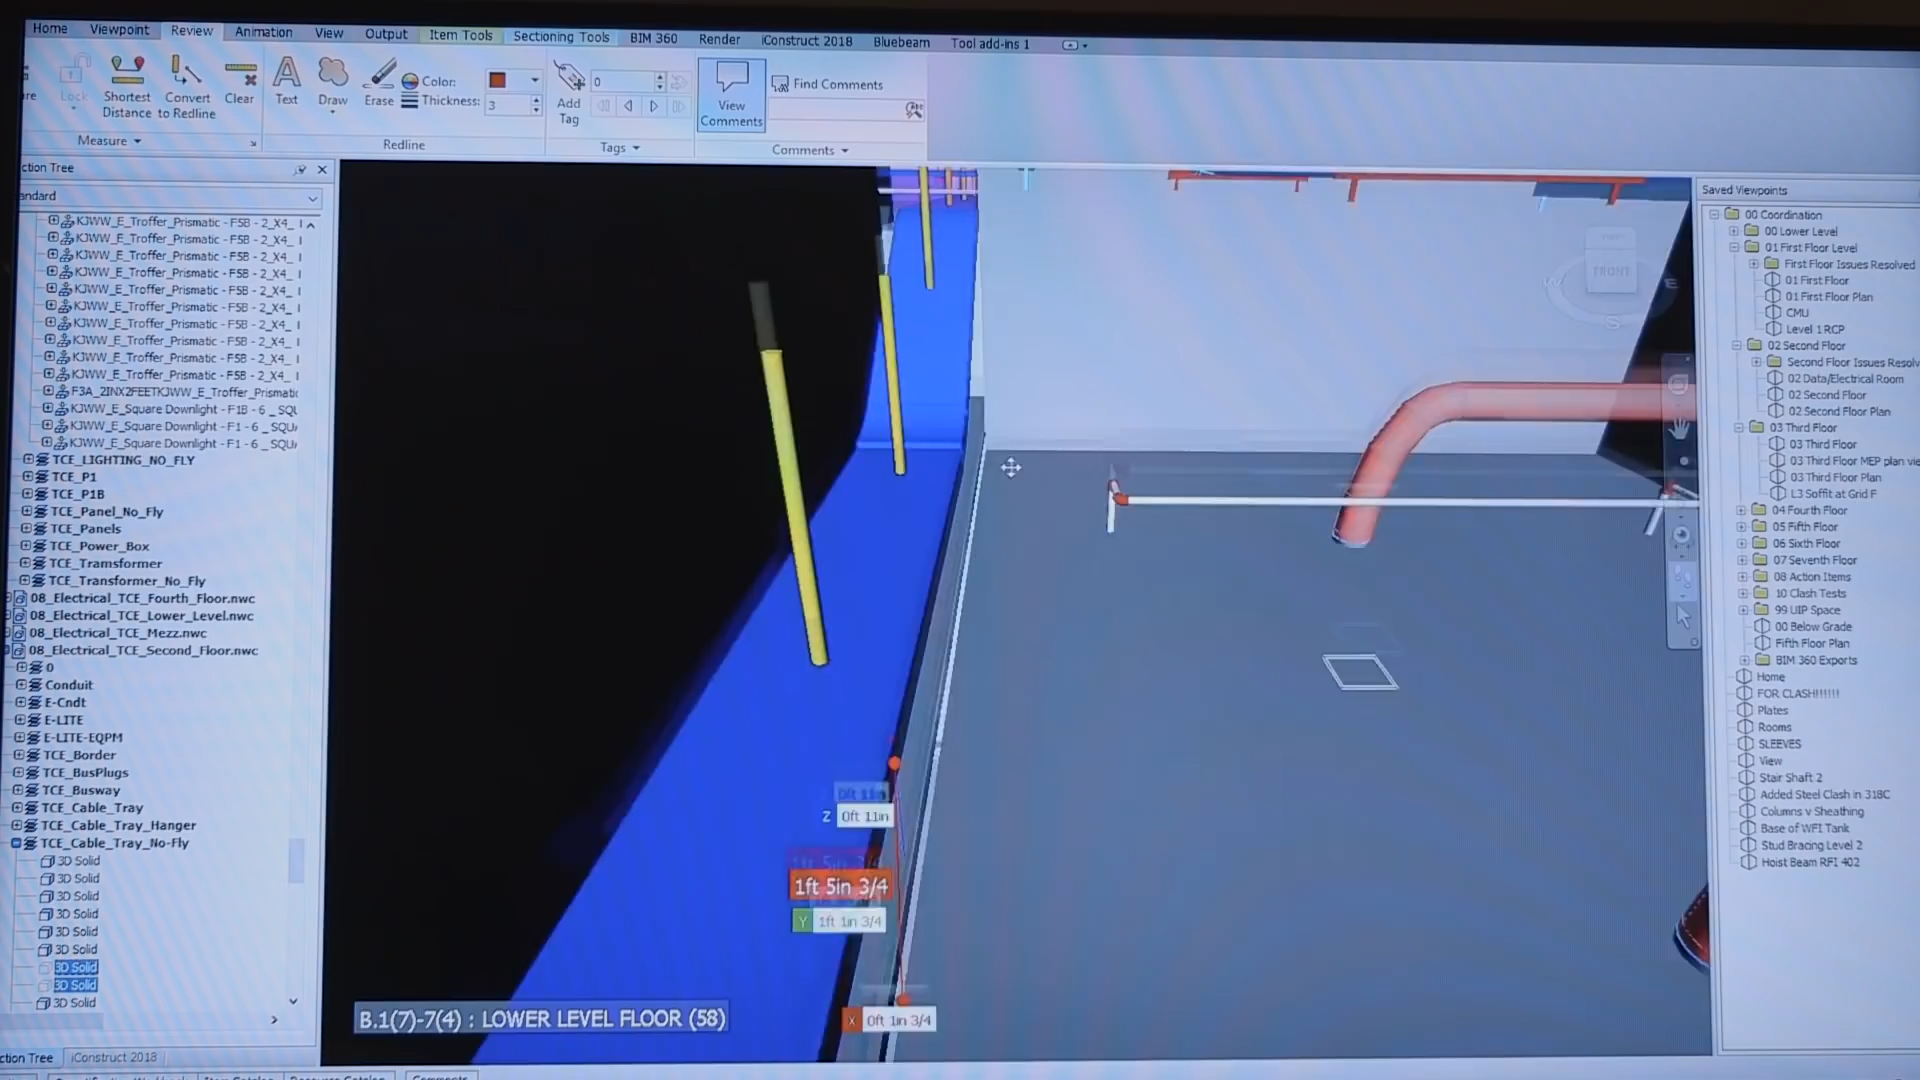 Home Viewpoint Review Animation View Output Item Tools Sectioning Tools BIM 360 Render iConstruct 2018 Bluebeam Tool add-ins 1
Lock
Shortest Distance
Convert to Redline
Clear
Text
Draw
Erase
Color:
Thickness: 3
Add Tag
0
View Comments
Find Comments
Measure
Redline
Tags
Comments
ction Tree
andard
KJWW_E_Troffer_Prismatic - F5B - 2_X4_
KJWW_E_Troffer_Prismatic - F5B - 2_X4_
KJWW_E_Troffer_Prismatic - F5B - 2_X4_
KJWW_E_Troffer_Prismatic - F5B - 2_X4_
KJWW_E_Troffer_Prismatic - F5B - 2_X4_
KJWW_E_Troffer_Prismatic - F5B - 2_X4_
KJWW_E_Troffer_Prismatic - F5B - 2_X4_
KJWW_E_Troffer_Prismatic - F5B - 2_X4_
KJWW_E_Troffer_Prismatic - F5B - 2_X4_
KJWW_E_Troffer_Prismatic - F5B - 2_X4_
F3A_2INX2FEETKJWW_E_Troffer_Prismatic
KJWW_E_Square Downlight - F1B - 6 _ SQU
KJWW_E_Square Downlight - F1 - 6 _ SQU
KJWW_E_Square Downlight - F1 - 6 _ SQU
TCE_LIGHTING_NO_FLY
TCE_P1
TCE_P1B
TCE_Panel_No_Fly
TCE_Panels
TCE_Power_Box
TCE_Tramsformer
TCE_Transformer_No_Fly
08_Electrical_TCE_Fourth_Floor.nwc
08_Electrical_TCE_Lower_Level.nwc
08_Electrical_TCE_Mezz.nwc
08_Electrical_TCE_Second_Floor.nwc
0
Conduit
E-Cndt
E-LITE
E-LITE-EQPM
TCE_Border
TCE_BusPlugs
TCE_Busway
TCE_Cable_Tray
TCE_Cable_Tray_Hanger
TCE_Cable_Tray_No-Fly
3D Solid
3D Solid
3D Solid
3D Solid
3D Solid
3D Solid
3D Solid
3D Solid
3D Solid
ction Tree iConstruct 2018
FRONT
Z 0ft 11in
1ft 5in 3/4
Y 1ft 1in 3/4
X 0ft 1in 3/4
B.1(7)-7(4) : LOWER LEVEL FLOOR (58)
Saved Viewpoints
00 Coordination
00 Lower Level
01 First Floor Level
First Floor Issues Resolved
01 First Floor
01 First Floor Plan
CMU
Level 1 RCP
02 Second Floor
Second Floor Issues Resolv
02 Data/Electrical Room
02 Second Floor
02 Second Floor Plan
03 Third Floor
03 Third Floor
03 Third Floor MEP plan vie
03 Third Floor Plan
L3 Soffit at Grid F
04 Fourth Floor
05 Fifth Floor
06 Sixth Floor
07 Seventh Floor
08 Action Items
10 Clash Tests
99 UIP Space
00 Below Grade
Fifth Floor Plan
BIM 360 Exports
Home
FOR CLASH!!!!!!
Plates
Rooms
SLEEVES
View
Stair Shaft 2
Added Steel Clash in 318C
Columns v Sheathing
Base of WFI Tank
Stud Bracing Level 2
Hoist Beam RFI 402